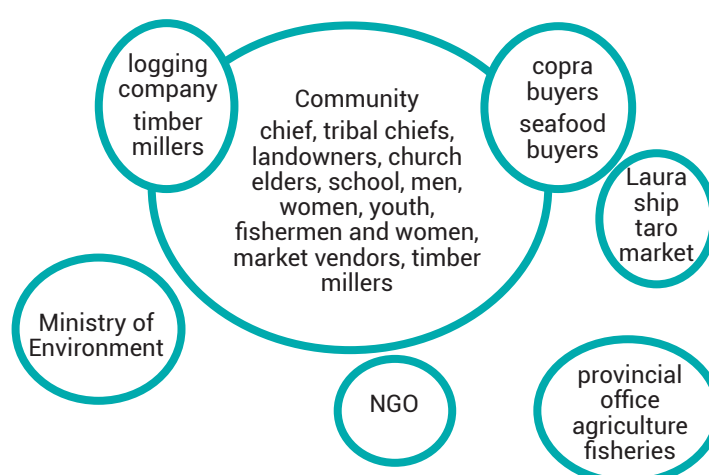 logging
company
timber
millers
Community
chief, tribal chiefs,
landowners, church
elders, school, men,
women, youth,
fishermen and women,
market vendors, timber
millers
copra
buyers
seafood
buyers
Laura
ship
taro
market
Ministry of
Environment
NGO
provincial
office
agriculture
fisheries